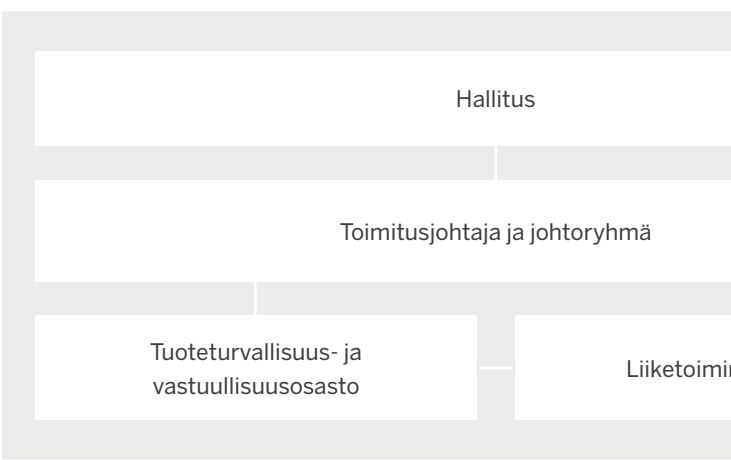 Hallitus
Toimitusjohtaja ja johtoryhmä
Tuoteturvallisuus- ja
vastuullisuusosasto